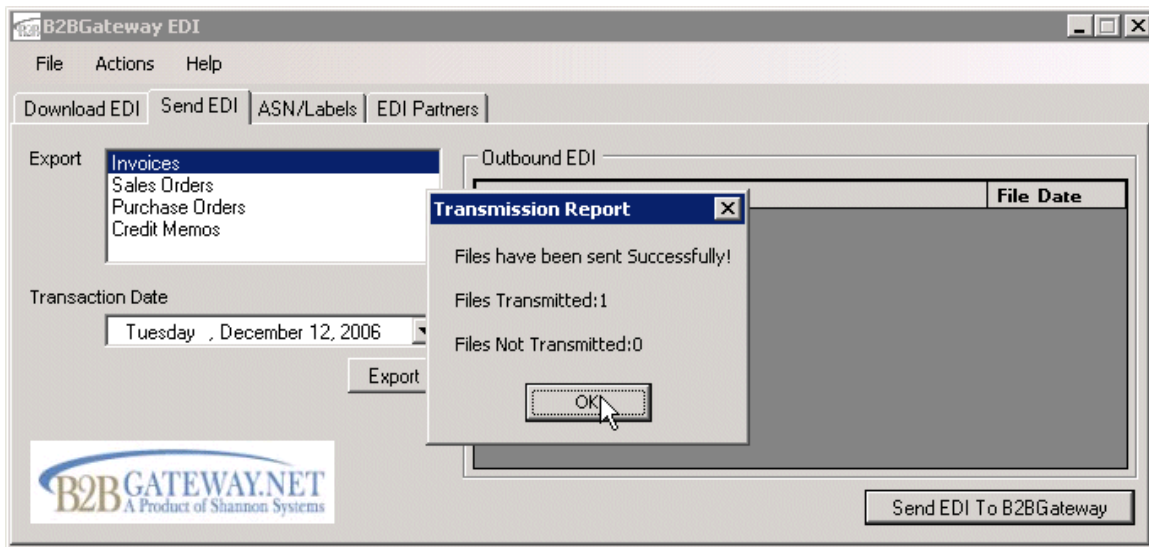 B2BGateway EDI
File Actions Help
Download EDI Send EDI ASN/Labels EDI Partners
Export
Invoices
Sales Orders
Purchase Orders
Credit Memos
Transaction Date
Tuesday , December 12, 2006
Export
Outbound EDI
File Date
Transmission Report
Files have been sent Successfully!
Files Transmitted:1
Files Not Transmitted:0
OK
B2B GATEWAY.NET
A Product of Shannon Systems
Send EDI To B2BGateway